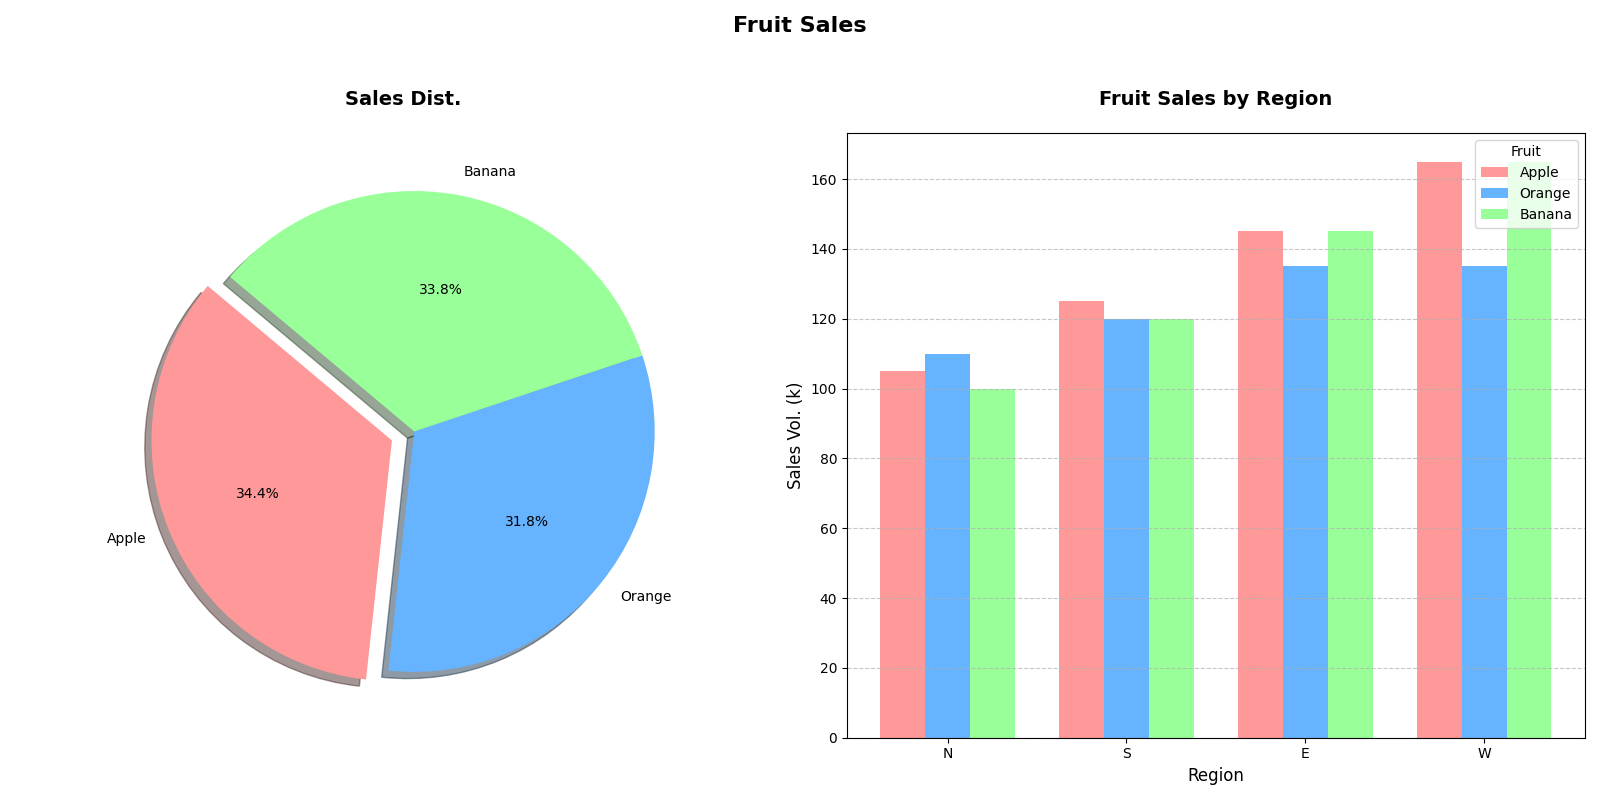 Fruit Sales
Sales Dist.
Banana
33.8%
34.4%
31.8%
Apple
Orange
Fruit Sales by Region
Fruit
Apple
Orange
Banana
160
140
120
100
80
60
40
20
0
Sales Vol. (k)
N S E W
Region